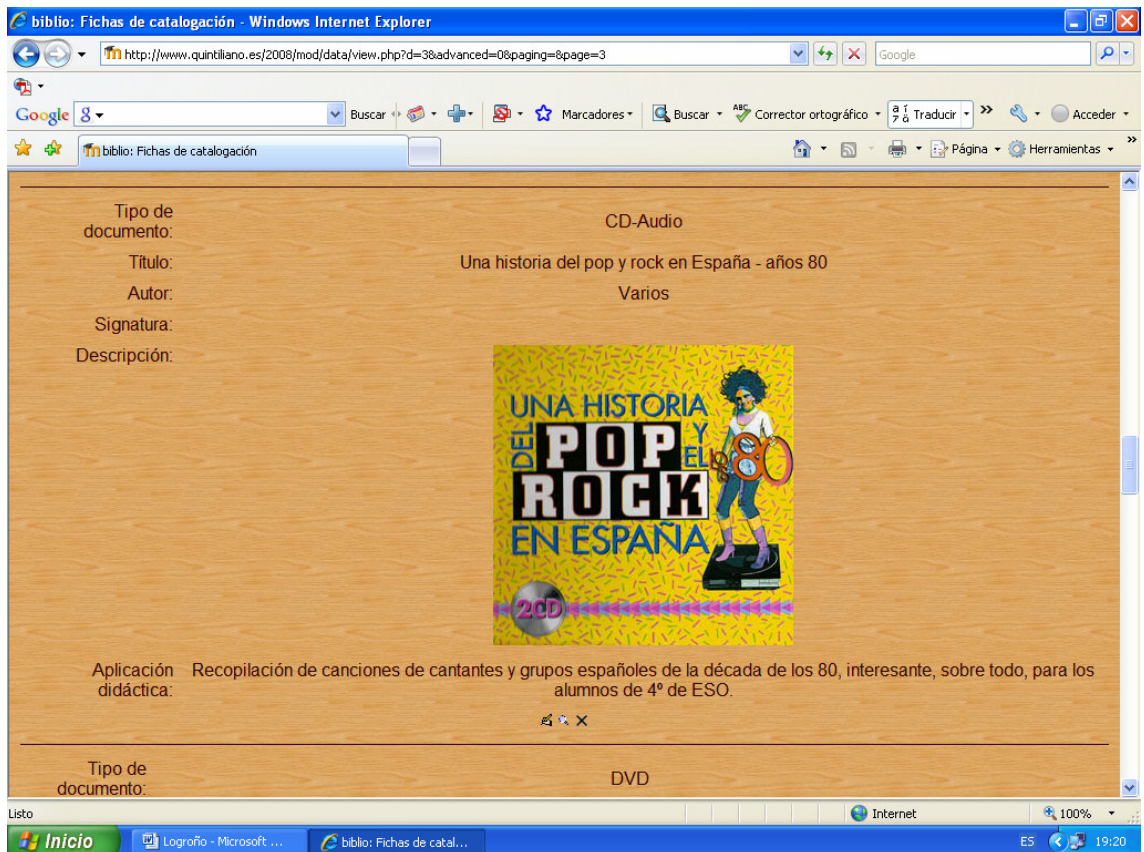 biblio: Fichas de catalogación - Windows Internet Explorer
http://www.quintiliano.es/2008/mod/data/view.php?d=3&advanced=0&paging=&page=3
Google
Google
Buscar
Marcadores
Buscar
Corrector ortográfico
Traducir
Acceder
biblio: Fichas de catalogación
Página
Herramientas
Tipo de
documento:
CD-Audio
Título:
Una historia del pop y rock en España - años 80
Autor:
Varios
Signatura:
Descripción:
UNA HISTORIA
DEL POP Y
ROCK EL 80
EN ESPAÑA
2CD
Aplicación
didáctica:
Recopilación de canciones de cantantes y grupos españoles de la década de los 80, interesante, sobre todo, para los
alumnos de 4º de ESO.
Tipo de
documento:
DVD
Listo
Internet
100%
Inicio
Logroño - Microsoft ...
biblio: Fichas de catal...
ES
19:20